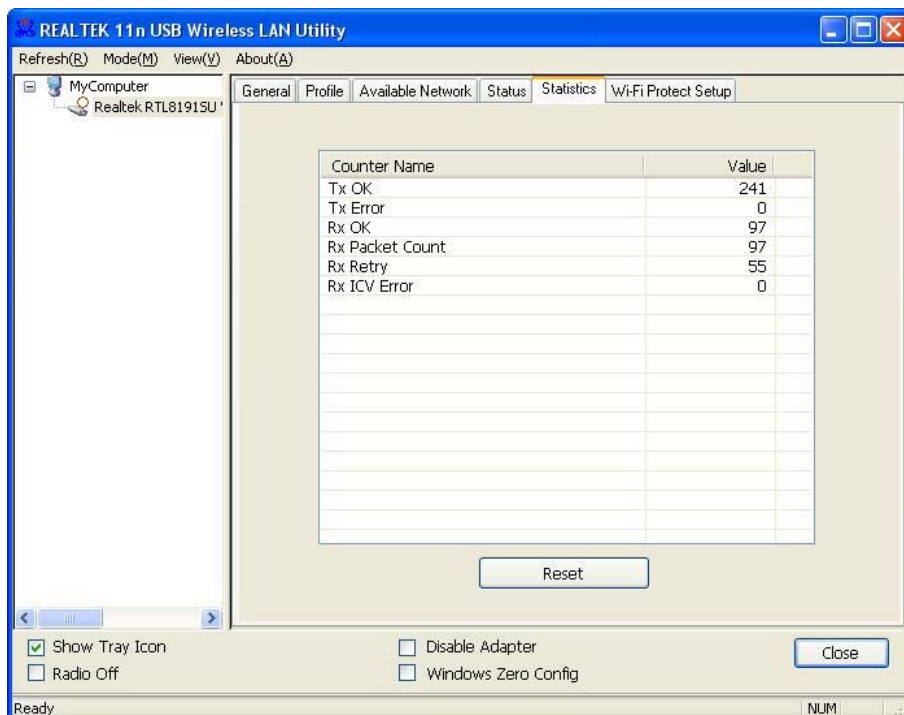 REALTEK 11n USB Wireless LAN Utility
Refresh(R) Mode(M) View(V) About(A)
MyComputer
Realtek RTL8191SU '
General Profile Available Network Status Statistics Wi-Fi Protect Setup
Counter Name Value
Tx OK 241
Tx Error 0
Rx OK 97
Rx Packet Count 97
Rx Retry 55
Rx ICV Error 0
Reset
Show Tray Icon Disable Adapter
Radio Off Windows Zero Config
Close
Ready NUM